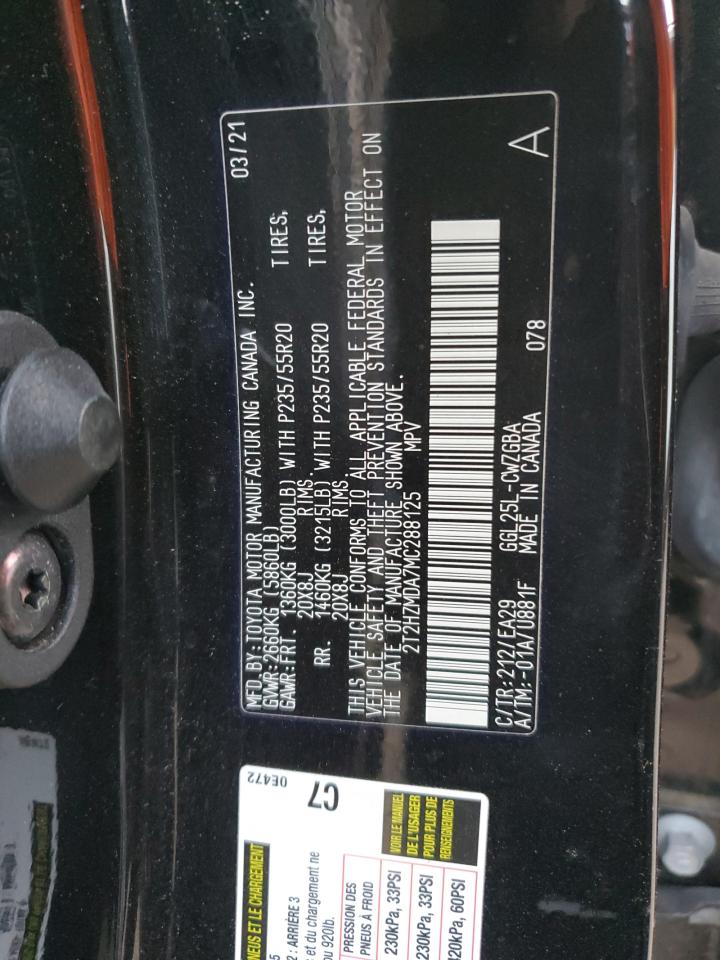 MFD.BY:TOYOTA MOTOR MANUFACTURING CANADA INC. 03/21
GVWR:2660KG (5860LB)
GAWR:FRT. 1360KG (3000LB) WITH P235/55R20 TIRES,
20X8J RIMS.
RR. 1460KG (3215LB) WITH P235/55R20 TIRES,
20X8J RIMS.
THIS VEHICLE CONFORMS TO ALL APPLICABLE FEDERAL MOTOR
VEHICLE SAFETY AND THEFT PREVENTION STANDARDS IN EFFECT ON
THE DATE OF MANUFACTURE SHOWN ABOVE.
2T2HZMDA7MC288125 MPV
C/TR:212/EA29 GGL25L-CWZGBA 078
A/TM:-01A/U881F MADE IN CANADA
A
0E472
C7
PNEUS ET LE CHARGEMENT
2 : ARRIÈRE 3
et du chargement ne
920lb.
PRESSION DES
PNEUS À FROID
230kPa, 33PSI
230kPa, 33PSI
420kPa, 60PSI
VOIR LE MANUEL
DE L'USAGER
POUR PLUS DE
RENSEIGNEMENTS